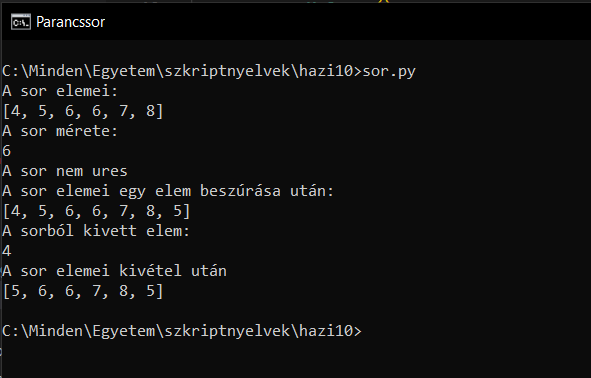 Parancssor
C:\Minden\Egyetem\szkriptnyelvek\hazi10>sor.py
A sor elemei:
[4, 5, 6, 6, 7, 8]
A sor mérete:
6
A sor nem ures
A sor elemei egy elem beszúrása után:
[4, 5, 6, 6, 7, 8, 5]
A sorból kivett elem:
4
A sor elemei kivétel után
[5, 6, 6, 7, 8, 5]
C:\Minden\Egyetem\szkriptnyelvek\hazi10>